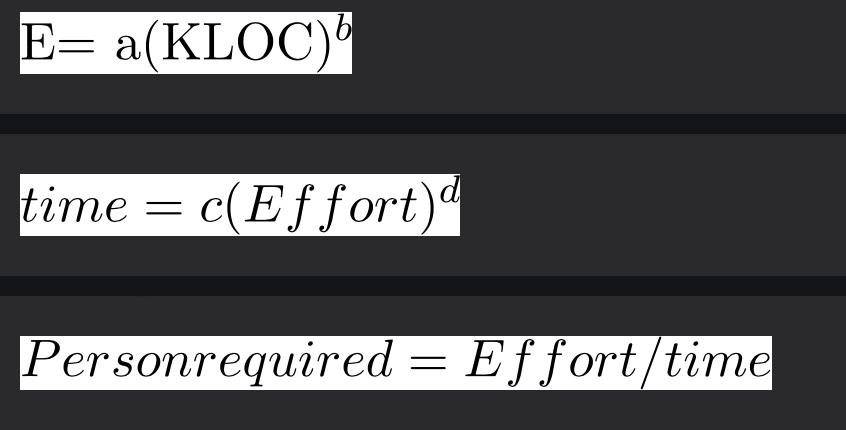 E= a(KLOC)^b
time = c(Effort)^d
Personrequired = Effort/time